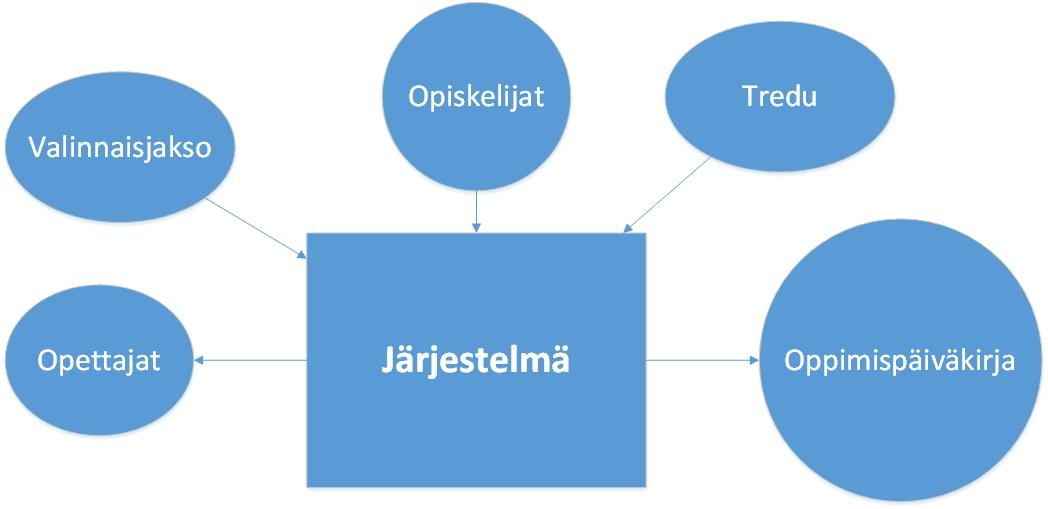 Opiskelijat
Tredu
Valinnaisjakso
Opettajat
Järjestelmä
Oppimispäiväkirja